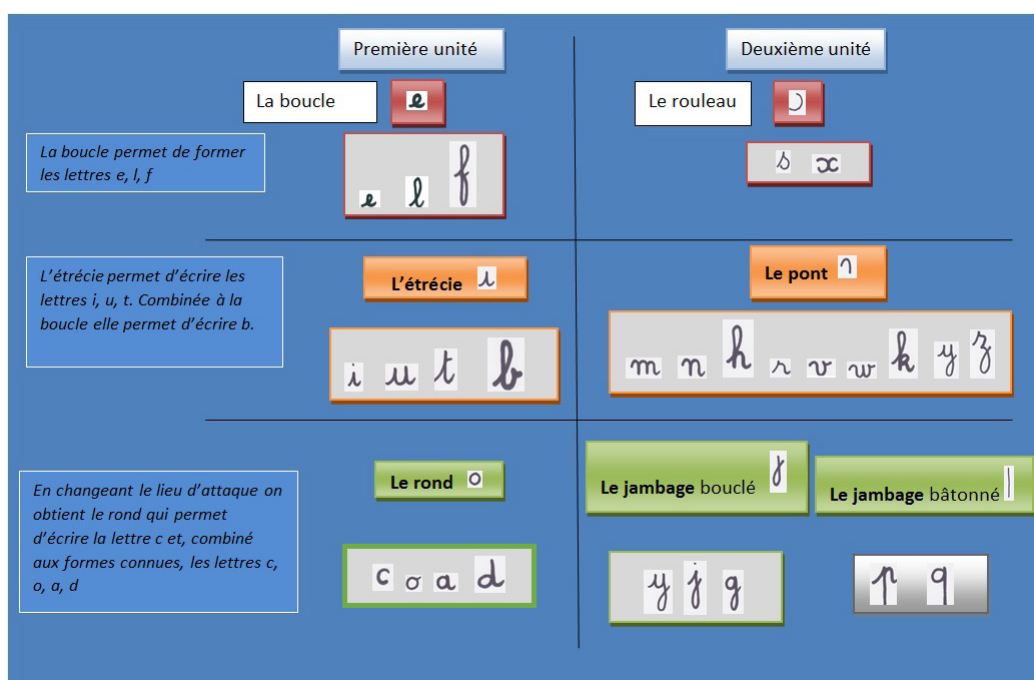 Première unité
Deuxième unité
La boucle e
Le rouleau
La boucle permet de former
les lettres e, l, f
e l f
s x
L'étrécie permet d'écrire les
lettres i, u, t. Combinée à la
boucle elle permet d'écrire b.
L'étrécie
Le pont
i u t b
m n h r v w k y z
En changeant le lieu d'attaque on
obtient le rond qui permet
d'écrire la lettre c et, combiné
aux formes connues, les lettres c,
o, a, d
Le rond o
Le jambage bouclé
Le jambage bâtonné
c o a d
y j g
p q